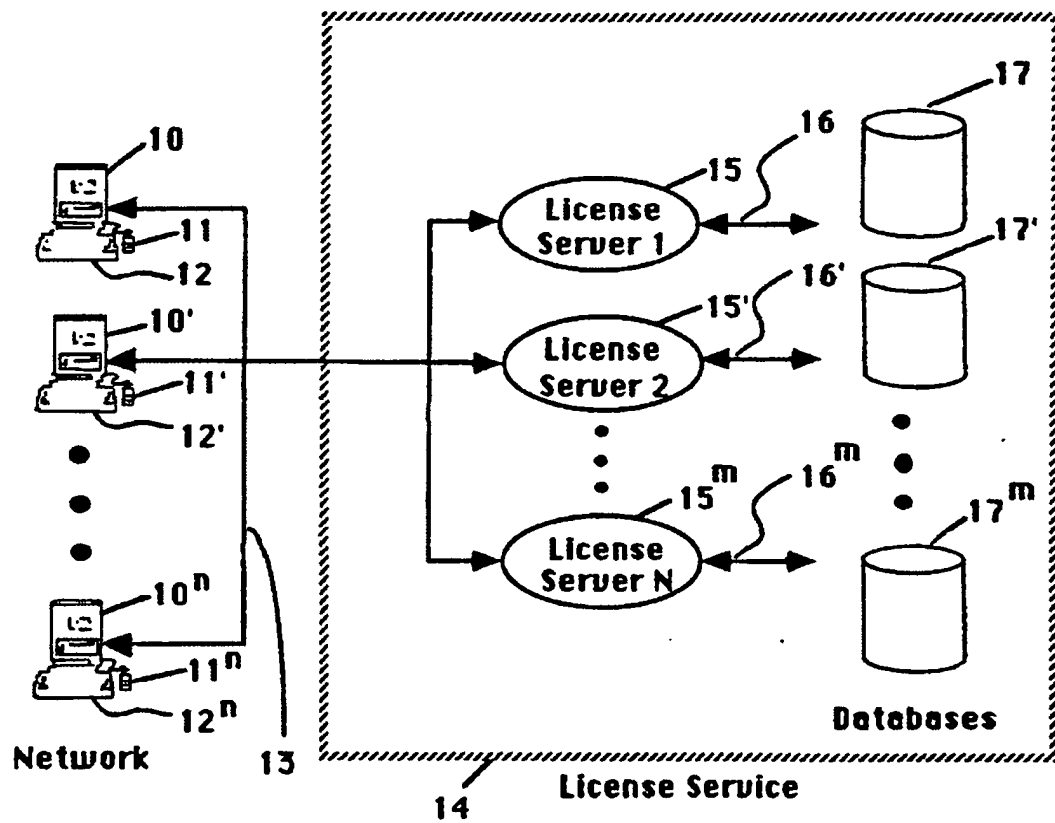 10
11
12
10'
11'
12'
10ⁿ
11ⁿ
12ⁿ
Network
13
14
License Service
License
Server 1
15
16
17
License
Server 2
15'
16'
17'
License
Server N
15ᵐ
16ᵐ
17ᵐ
Databases